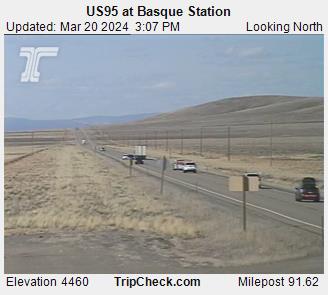 US95 at Basque Station
Updated: Mar 20 2024 3:07 PM Looking North
Elevation 4460 TripCheck.com Milepost 91.62